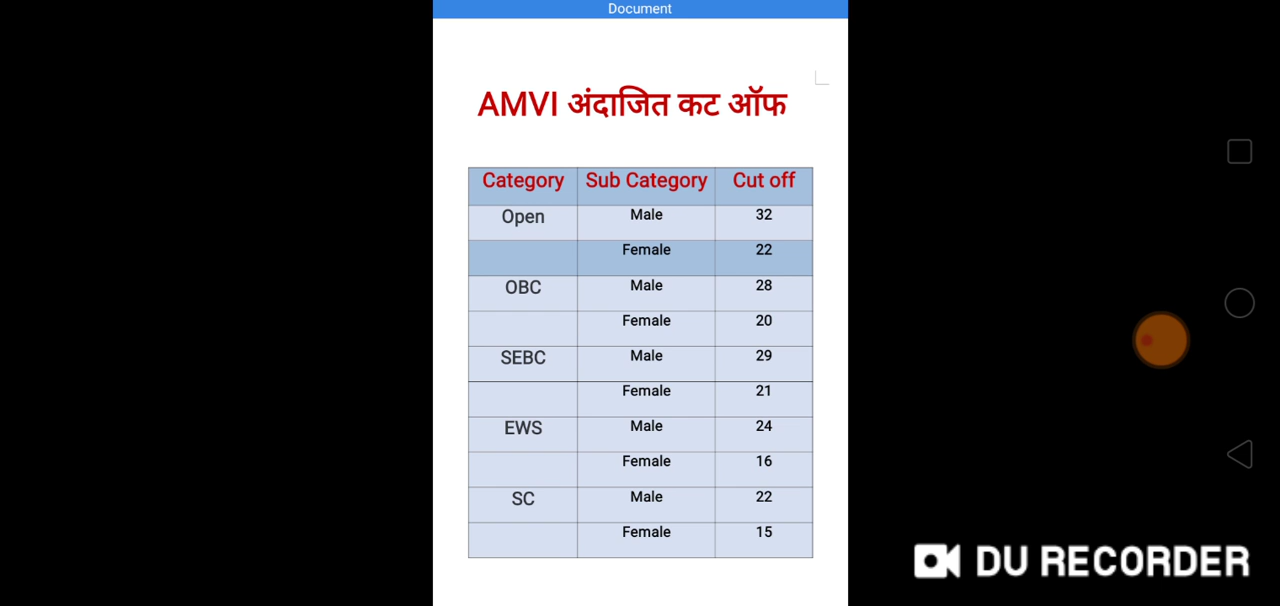 Document
AMVI अंदाजित कट ऑफ
Category Sub Category Cut off
Open Male 32
Female 22
OBC Male 28
Female 20
SEBC Male 29
Female 21
EWS Male 24
Female 16
SC Male 22
Female 15
DU RECORDER